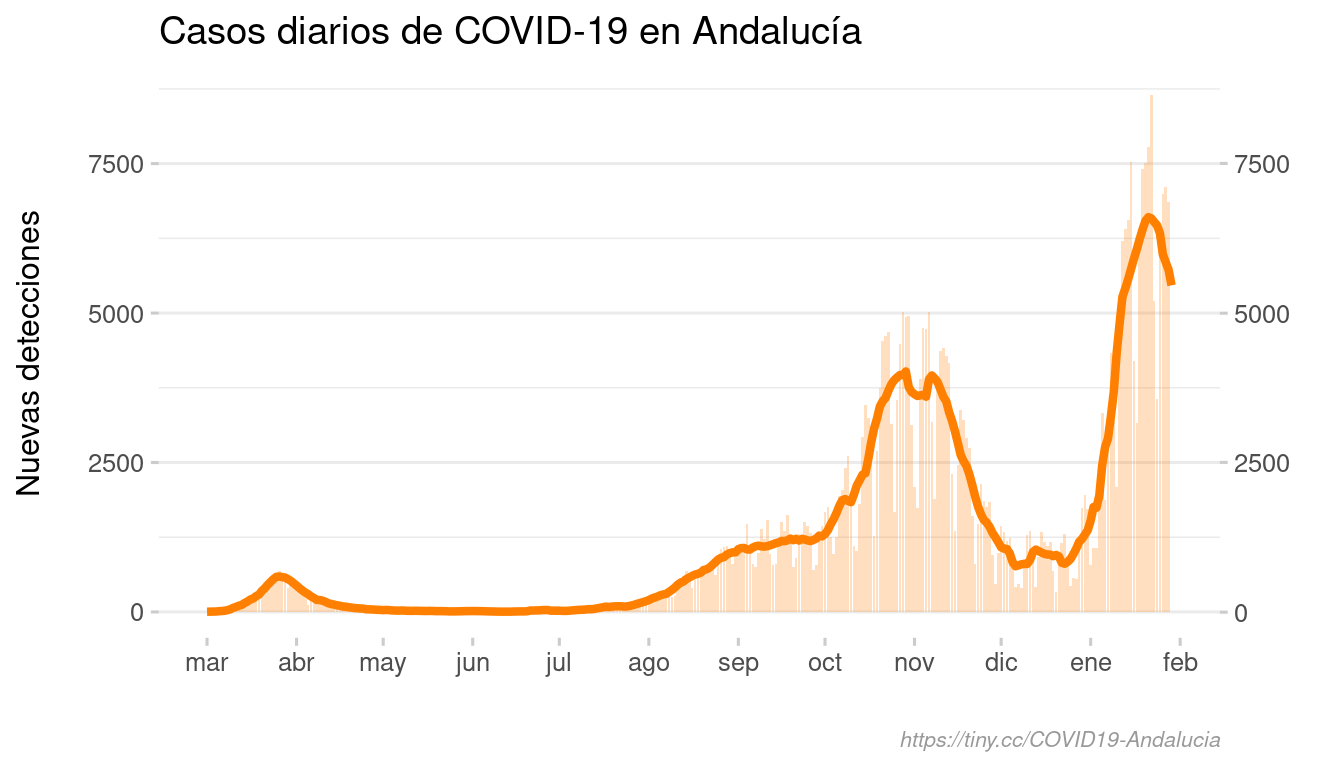 Casos diarios de COVID-19 en Andalucía
Nuevas detecciones
7500
5000
2500
0
7500
5000
2500
0
mar abr may jun jul ago sep oct nov dic ene feb
https://tiny.cc/COVID19-Andalucia